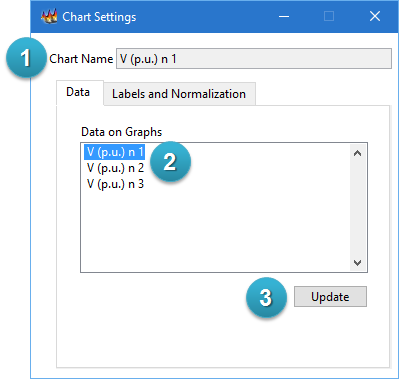 Chart Settings
1 Chart Name V (p.u.) n 1
Data Labels and Normalization
Data on Graphs
V (p.u.) n 1
2
V (p.u.) n 2
V (p.u.) n 3
3 Update